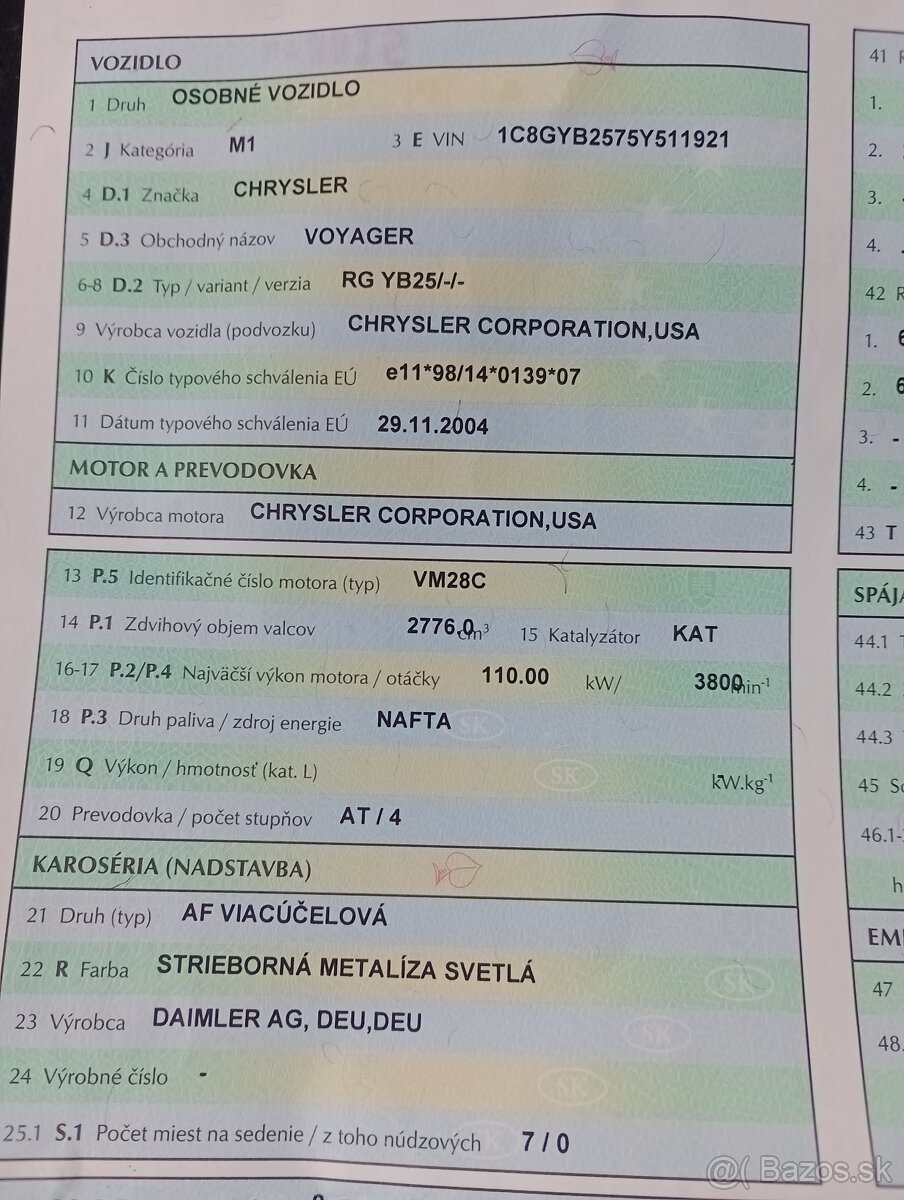 VOZIDLO
1 Druh OSOBNÉ VOZIDLO
2 J Kategória M1 3 E VIN 1C8GYB2575Y511921
4 D.1 Značka CHRYSLER
5 D.3 Obchodný názov VOYAGER
6-8 D.2 Typ / variant / verzia RG YB25/-/-
9 Výrobca vozidla (podvozku) CHRYSLER CORPORATION,USA
10 K Číslo typového schválenia EÚ e11*98/14*0139*07
11 Dátum typového schválenia EÚ 29.11.2004
MOTOR A PREVODOVKA
12 Výrobca motora CHRYSLER CORPORATION,USA
13 P.5 Identifikačné číslo motora (typ) VM28C
14 P.1 Zdvihový objem valcov 2776.0 cm³ 15 Katalyzátor KAT
16-17 P.2/P.4 Najväčší výkon motora / otáčky 110.00 kW/ 3800 min⁻¹
18 P.3 Druh paliva / zdroj energie NAFTA
SK
19 Q Výkon / hmotnosť (kat. L) kW.kg⁻¹
SK
20 Prevodovka / počet stupňov AT / 4
KAROSÉRIA (NADSTAVBA)
21 Druh (typ) AF VIACÚČELOVÁ
22 R Farba STRIEBORNÁ METALÍZA SVETLÁ
SK
23 Výrobca DAIMLER AG, DEU,DEU
SK
24 Výrobné číslo -
SK
25.1 S.1 Počet miest na sedenie / z toho núdzových 7 / 0
41
1.
2.
3.
4.
42
1. 6
2. 6
3. -
4. -
43 T
44.1
44.2
44.3
45
46.1-
h
47
48.
@( Bazos.sk